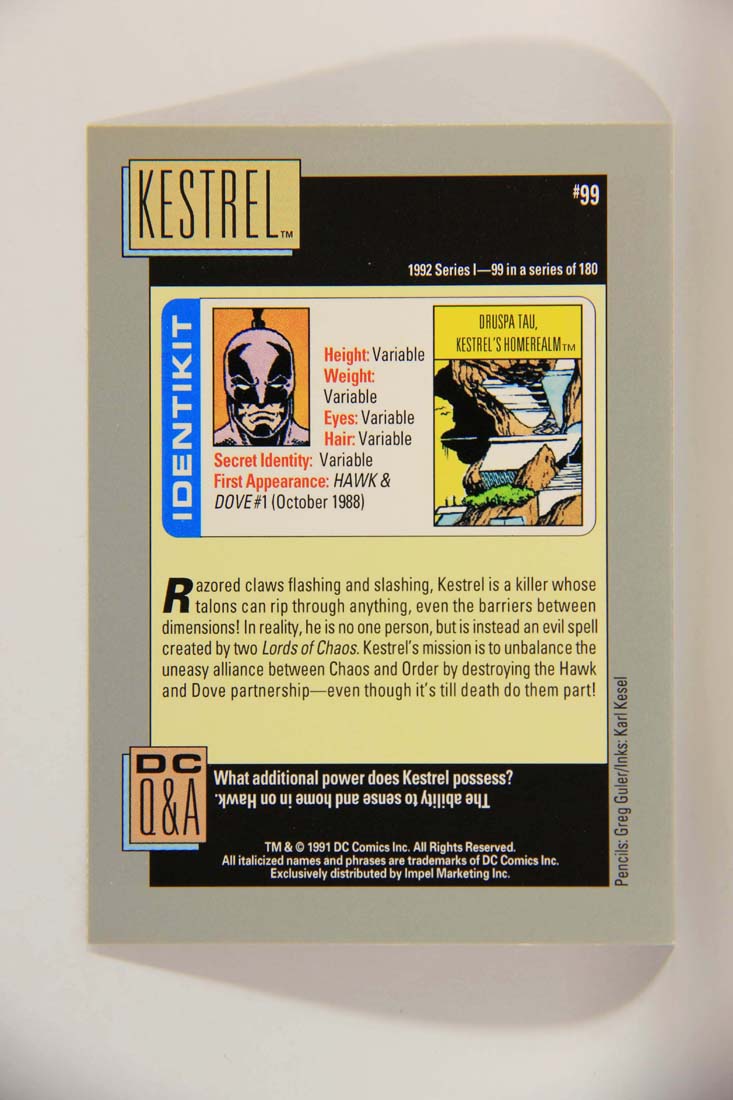 KESTREL™
#99
1992 Series I—99 in a series of 180
IDENTIKIT
Height: Variable
Weight:
Variable
Eyes: Variable
Hair: Variable
Secret Identity: Variable
First Appearance: HAWK &
DOVE #1 (October 1988)
DRUSPA TAU,
KESTREL'S HOMEREALM™
Razored claws flashing and slashing, Kestrel is a killer whose
talons can rip through anything, even the barriers between
dimensions! In reality, he is no one person, but is instead an evil spell
created by two Lords of Chaos. Kestrel's mission is to unbalance the
uneasy alliance between Chaos and Order by destroying the Hawk
and Dove partnership—even though it's till death do them part!
DC
Q&A
What additional power does Kestrel possess?
The ability to sense and home in on Hawk.
TM & © 1991 DC Comics Inc. All Rights Reserved.
All italicized names and phrases are trademarks of DC Comics Inc.
Exclusively distributed by Impel Marketing Inc.
Pencils: Greg Guler/Inks: Karl Kesel